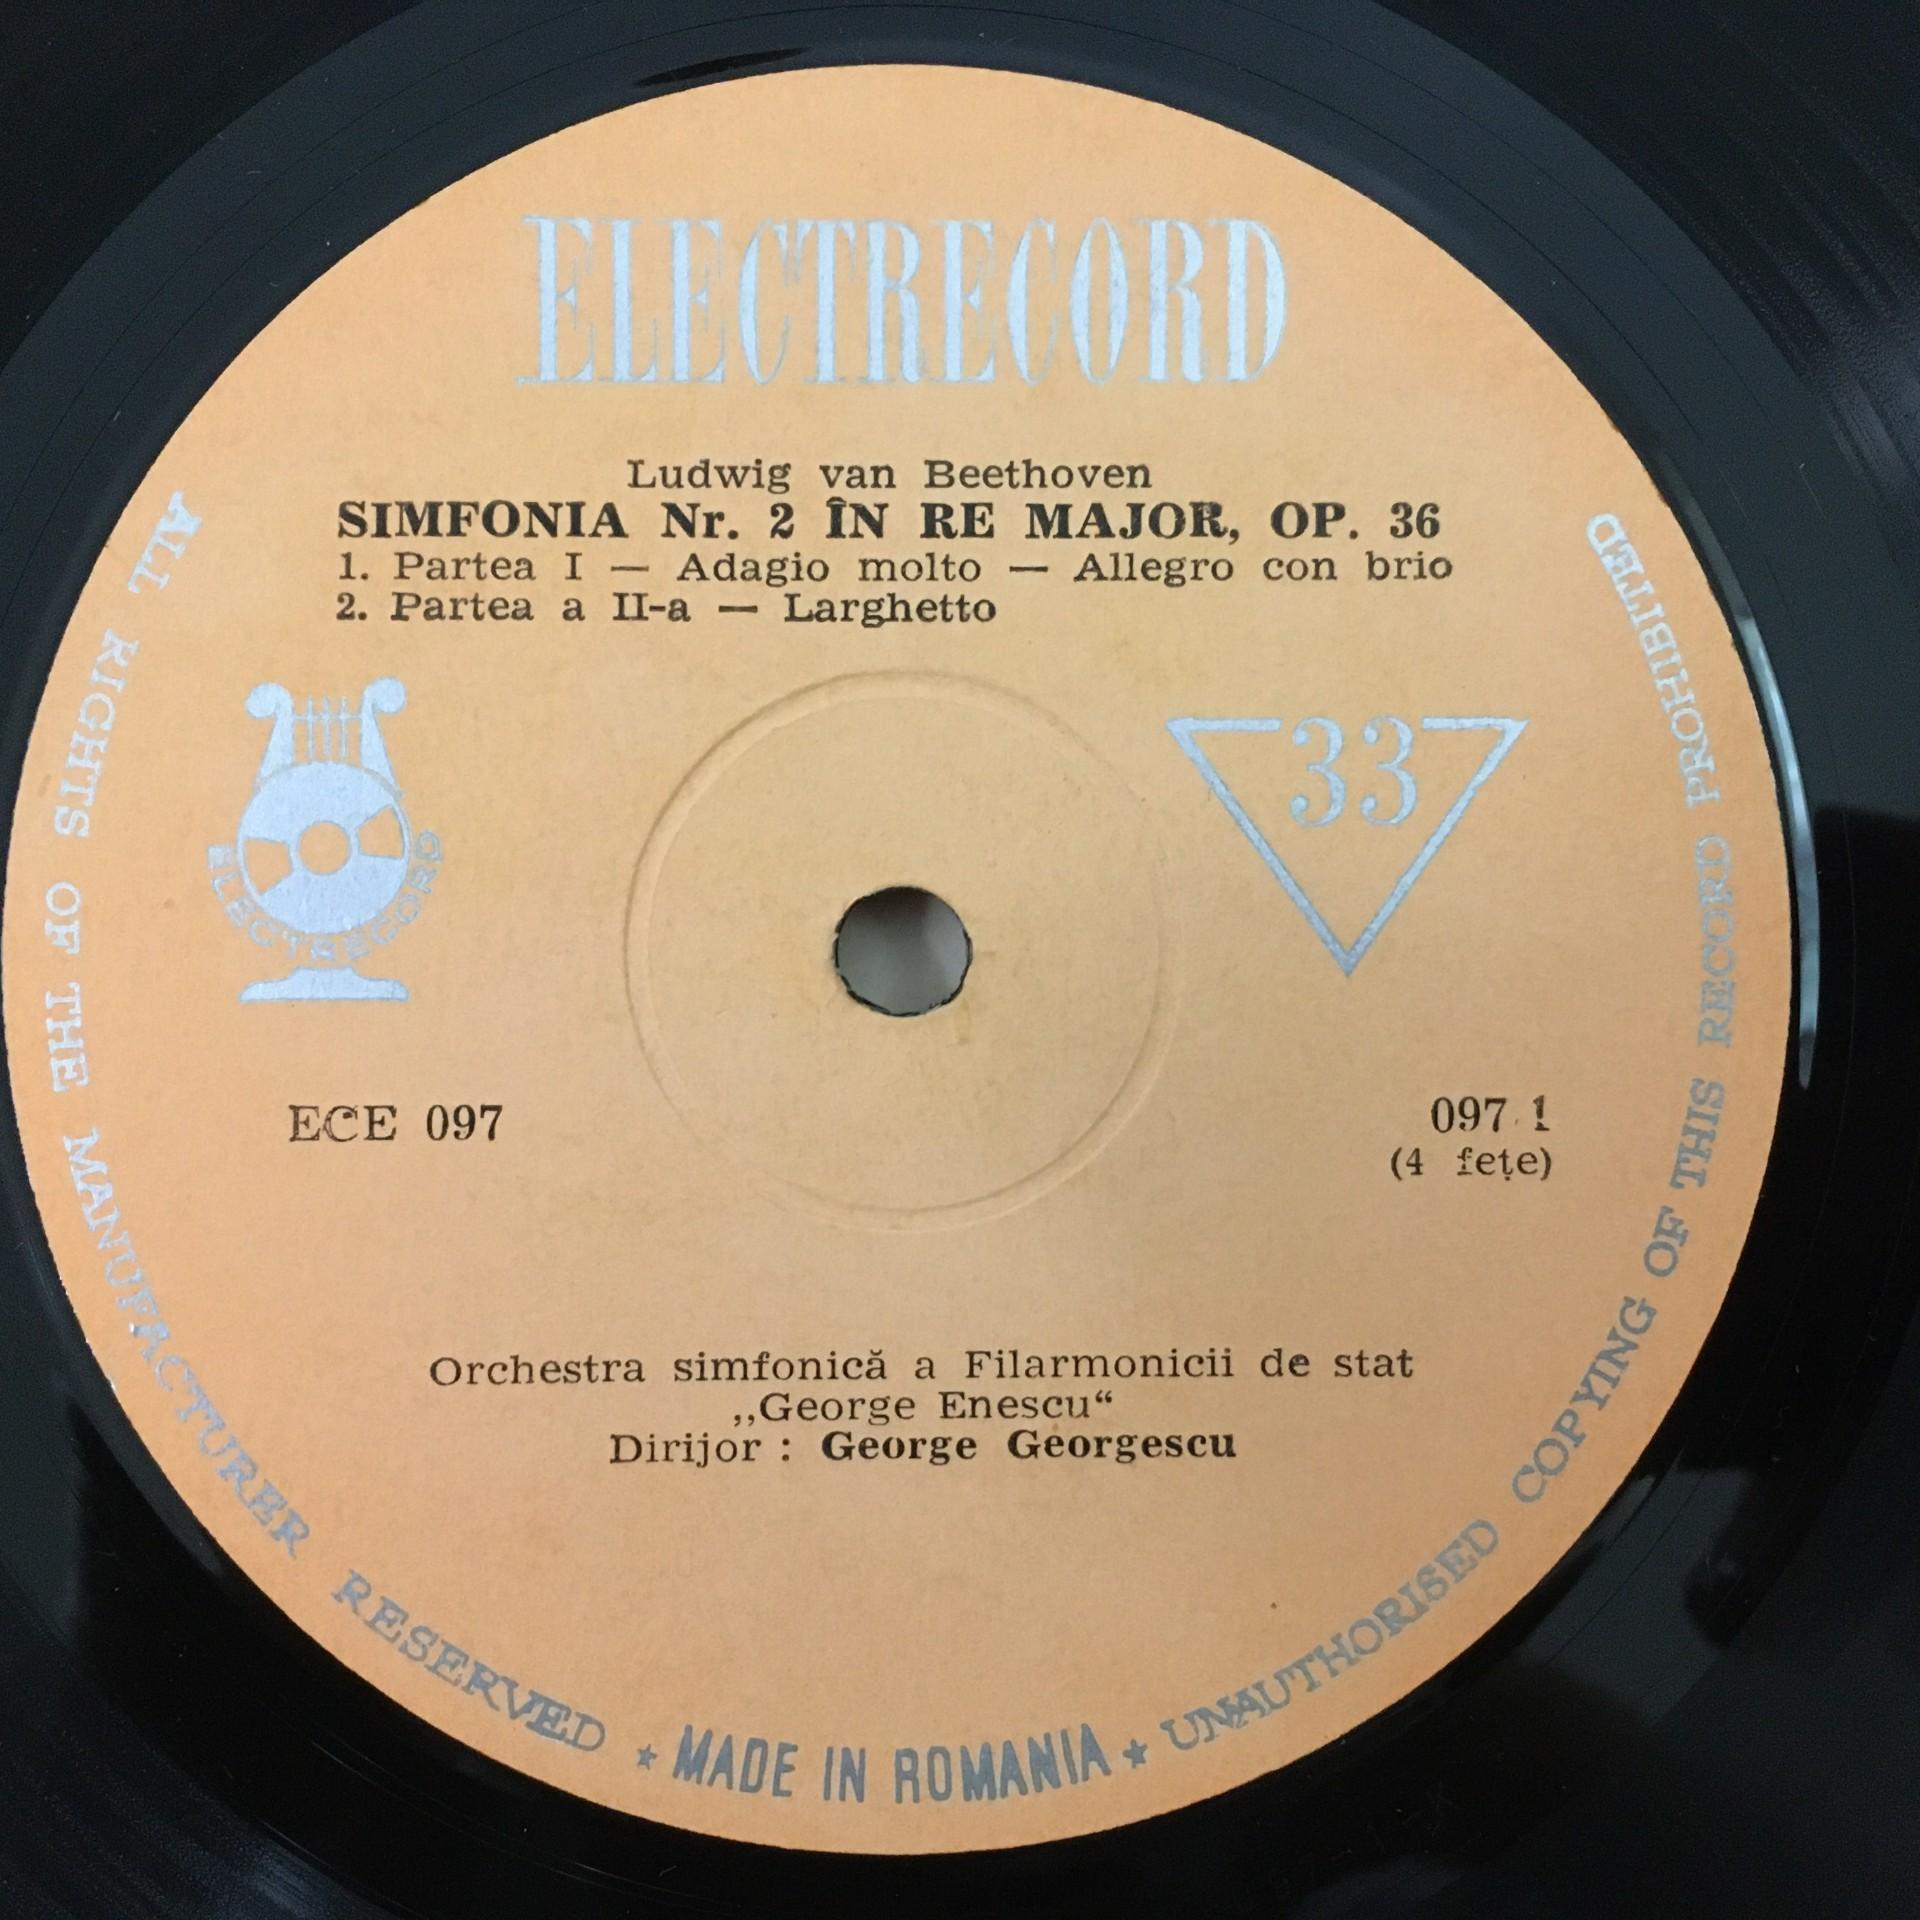 ELECTRECORD
Ludwig van Beethoven
SIMFONIA Nr. 2 ÎN RE MAJOR, OP. 36
1. Partea I — Adagio molto — Allegro con brio
2. Partea a II-a — Larghetto
ELECTRECORD
33
ECE 097
097 1
(4 fețe)
Orchestra simfonică a Filarmonicii de stat
„George Enescu“
Dirijor : George Georgescu
ALL RIGHTS OF THE MANUFACTURER RESERVED ★ MADE IN ROMANIA ★ UNAUTHORISED COPYING OF THIS RECORD PROHIBITED